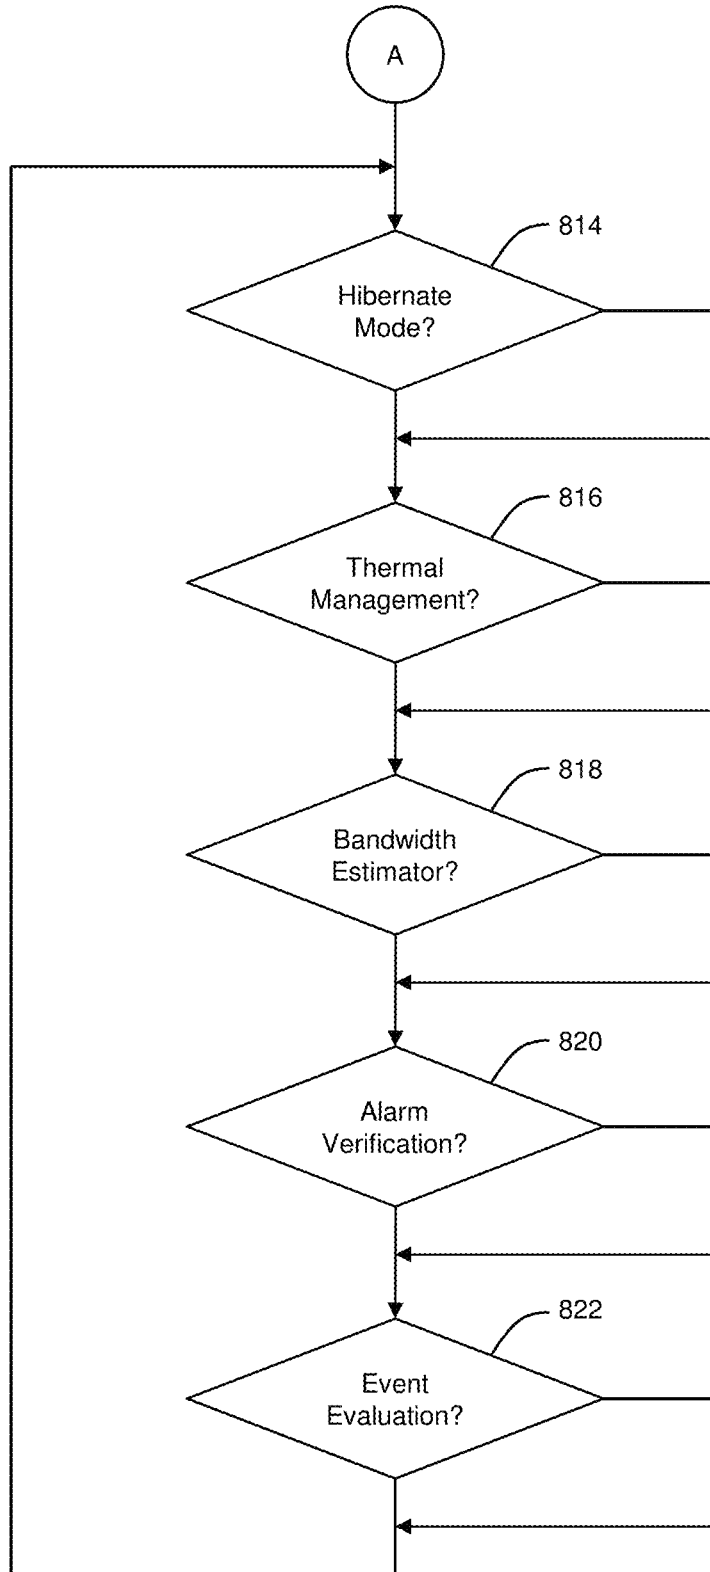 A
814
Hibernate
Mode?
816
Thermal
Management?
818
Bandwidth
Estimator?
820
Alarm
Verification?
822
Event
Evaluation?